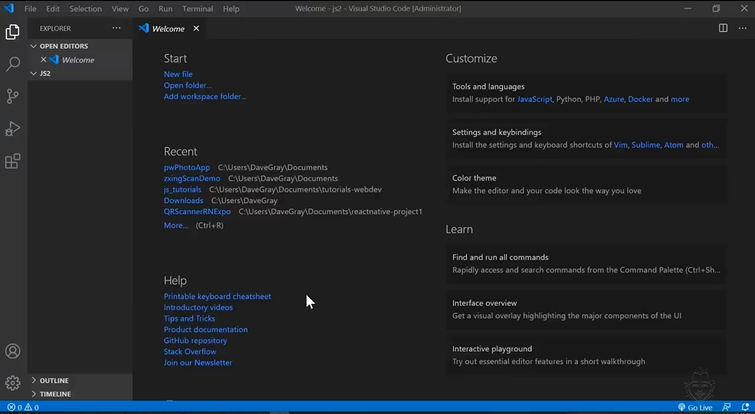 File Edit Selection View Go Run Terminal Help
Welcome - js2 - Visual Studio Code [Administrator]
EXPLORER
OPEN EDITORS
Welcome
JS2
OUTLINE
TIMELINE
Welcome
Start
New file
Open folder...
Add workspace folder...
Recent
pwPhotoApp C:\Users\DaveGray\Documents
zxingScanDemo C:\Users\DaveGray\Documents
js_tutorials C:\Users\DaveGray\Documents\tutorials-webdev
Downloads C:\Users\DaveGray
QRScannerRNExpo C:\Users\DaveGray\Documents\reactnative-project1
More... (Ctrl+R)
Help
Printable keyboard cheatsheet
Introductory videos
Tips and Tricks
Product documentation
GitHub repository
Stack Overflow
Join our Newsletter
Customize
Tools and languages
Install support for JavaScript, Python, PHP, Azure, Docker and more
Settings and keybindings
Install the settings and keyboard shortcuts of Vim, Sublime, Atom and oth...
Color theme
Make the editor and your code look the way you love
Learn
Find and run all commands
Rapidly access and search commands from the Command Palette (Ctrl+Sh...
Interface overview
Get a visual overlay highlighting the major components of the UI
Interactive playground
Try out essential editor features in a short walkthrough
0 0
Go Live